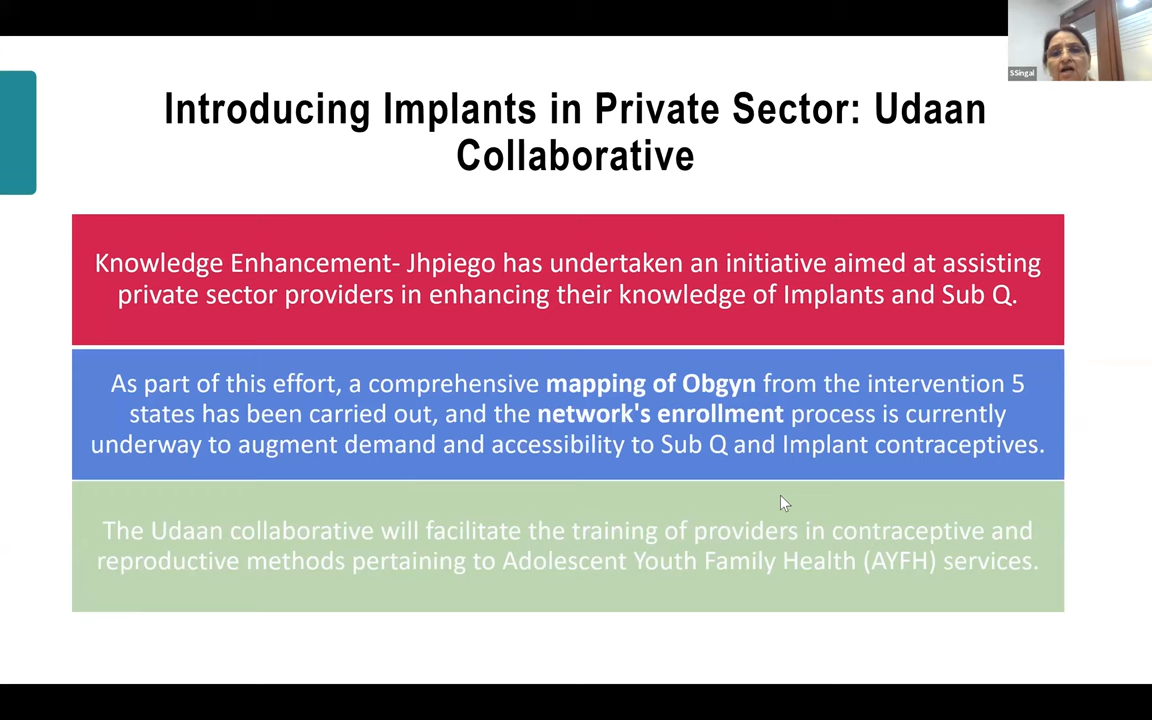 SSingal
Introducing Implants in Private Sector: Udaan
Collaborative
Knowledge Enhancement- Jhpiego has undertaken an initiative aimed at assisting
private sector providers in enhancing their knowledge of Implants and Sub Q.
As part of this effort, a comprehensive mapping of Obgyn from the intervention 5
states has been carried out, and the network's enrollment process is currently
underway to augment demand and accessibility to Sub Q and Implant contraceptives.
The Udaan collaborative will facilitate the training of providers in contraceptive and
reproductive methods pertaining to Adolescent Youth Family Health (AYFH) services.